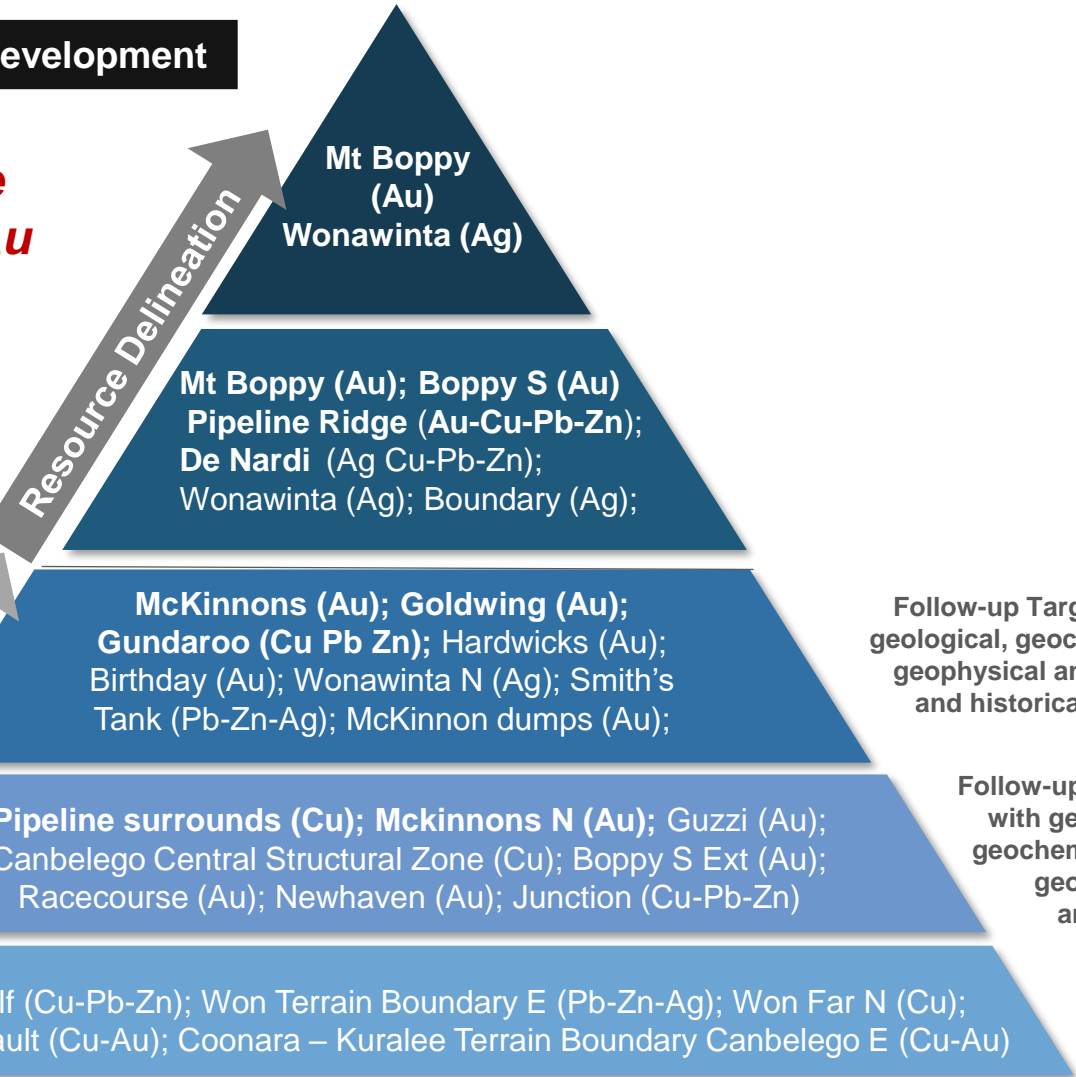 Development
Mt Boppy
(Au)
Wonawinta (Ag)
Resource Delineation
Mt Boppy (Au); Boppy S (Au)
Pipeline Ridge (Au-Cu-Pb-Zn);
De Nardi (Ag Cu-Pb-Zn);
Wonawinta (Ag); Boundary (Ag);
McKinnons (Au); Goldwing (Au);
Gundaroo (Cu Pb Zn); Hardwicks (Au);
Birthday (Au); Wonawinta N (Ag); Smith's
Tank (Pb-Zn-Ag); McKinnon dumps (Au);
Follow-up
geological,
geophysical
and
Pipeline surrounds (Cu); Mckinnons N (Au); Guzzi (Au);
Canbelego Central Structural Zone (Cu); Boppy S Ext (Au);
Racecourse (Au); Newhaven (Au); Junction (Cu-Pb-Zn)
Follow-up
with
(Cu-Pb-Zn); Won Terrain Boundary E (Pb-Zn-Ag); Won Far N (Cu);
(Cu-Au); Coonara – Kuralee Terrain Boundary Canbelego E (Cu-Au)